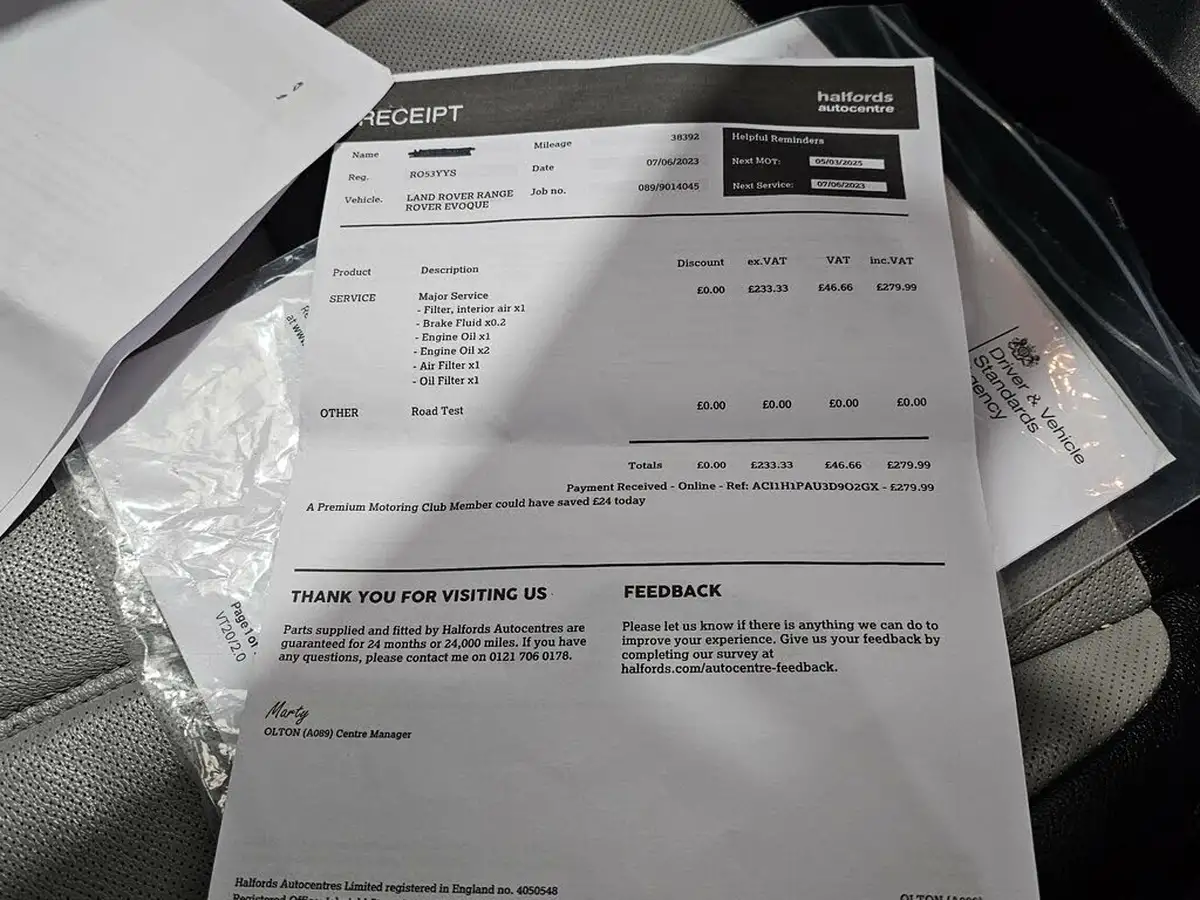 RECEIPT
halfords
autocentre
Name
Reg. RO53YYS
Vehicle. LAND ROVER RANGE
ROVER EVOQUE
Mileage 38392
Date 07/06/2023
Job no. 089/9014045
Helpful Reminders
Next MOT: 05/03/2025
Next Service: 07/06/2023
Product Description Discount ex.VAT VAT inc.VAT
SERVICE Major Service £0.00 £233.33 £46.66 £279.99
- Filter, interior air x1
- Brake Fluid x0.2
- Engine Oil x1
- Engine Oil x2
- Air Filter x1
- Oil Filter x1
OTHER Road Test £0.00 £0.00 £0.00 £0.00
Totals £0.00 £233.33 £46.66 £279.99
Payment Received - Online - Ref: ACI1H1PAU3D9O2GX - £279.99
A Premium Motoring Club Member could have saved £24 today
THANK YOU FOR VISITING US
Parts supplied and fitted by Halfords Autocentres are
guaranteed for 24 months or 24,000 miles. If you have
any questions, please contact me on 0121 706 0178.
FEEDBACK
Please let us know if there is anything we can do to
improve your experience. Give us your feedback by
completing our survey at
halfords.com/autocentre-feedback.
Marty
OLTON (A089) Centre Manager
Halfords Autocentres Limited registered in England no. 4050548
Driver & Vehicle
Standards
Page 1 of
VT20/2.0